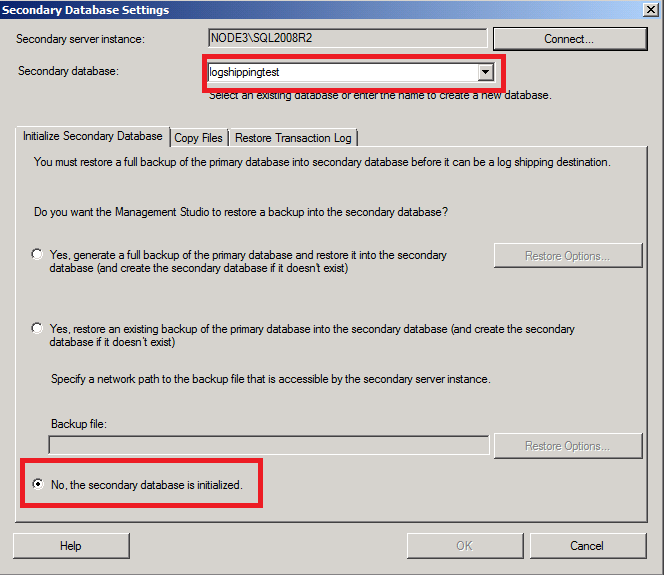 Secondary Database Settings
Secondary server instance:
NODE3\SQL2008R2
Connect...
Secondary database:
logshippingtest
Select an existing database or enter the name to create a new database.
Initialize Secondary Database
Copy Files
Restore Transaction Log
You must restore a full backup of the primary database into secondary database before it can be a log shipping destination.
Do you want the Management Studio to restore a backup into the secondary database?
Yes, generate a full backup of the primary database and restore it into the secondary
database (and create the secondary database if it doesn't exist)
Restore Options...
Yes, restore an existing backup of the primary database into the secondary database (and create the secondary
database if it doesn't exist)
Specify a network path to the backup file that is accessible by the secondary server instance.
Backup file:
Restore Options...
No, the secondary database is initialized.
Help
OK
Cancel